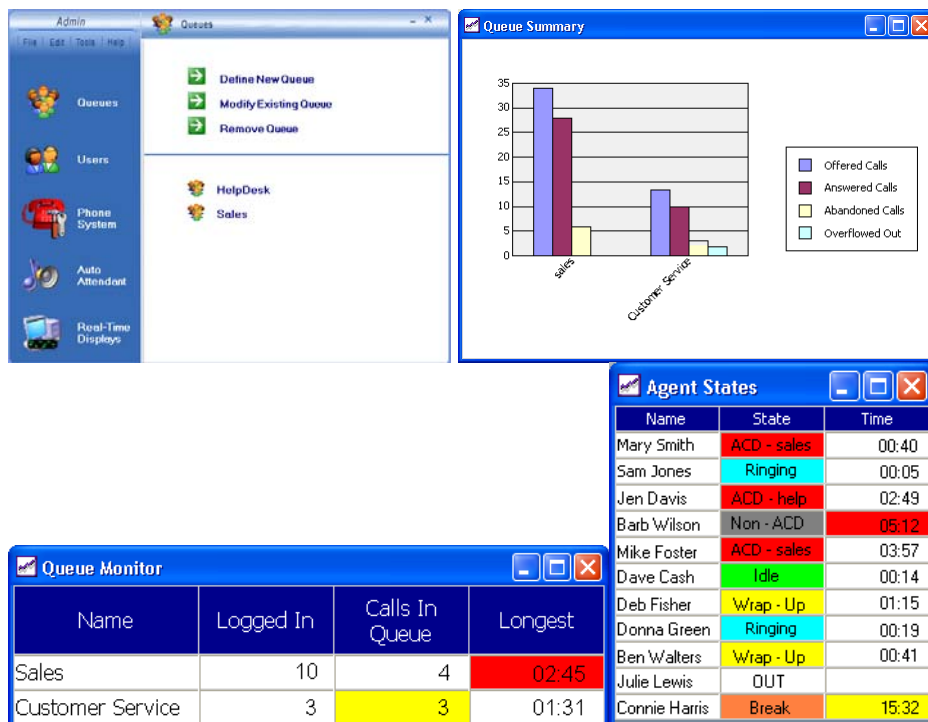 Admin
File Edit Tools Help
Queues
Users
Phone
System
Auto
Attendant
Real-Time
Displays
Queues
Define New Queue
Modify Existing Queue
Remove Queue
HelpDesk
Sales
Queue Summary
35
30
25
20
15
10
5
0
sales
Customer Service
Offered Calls
Answered Calls
Abandoned Calls
Overflowed Out
Agent States
Name State Time
Mary Smith ACD - sales 00:40
Sam Jones Ringing 00:05
Jen Davis ACD - help 02:49
Barb Wilson Non - ACD 05:12
Mike Foster ACD - sales 03:57
Dave Cash Idle 00:14
Deb Fisher Wrap - Up 01:15
Donna Green Ringing 00:19
Ben Walters Wrap - Up 00:41
Julie Lewis OUT
Connie Harris Break 15:32
Queue Monitor
Name Logged In Calls In Queue Longest
Sales 10 4 02:45
Customer Service 3 3 01:31